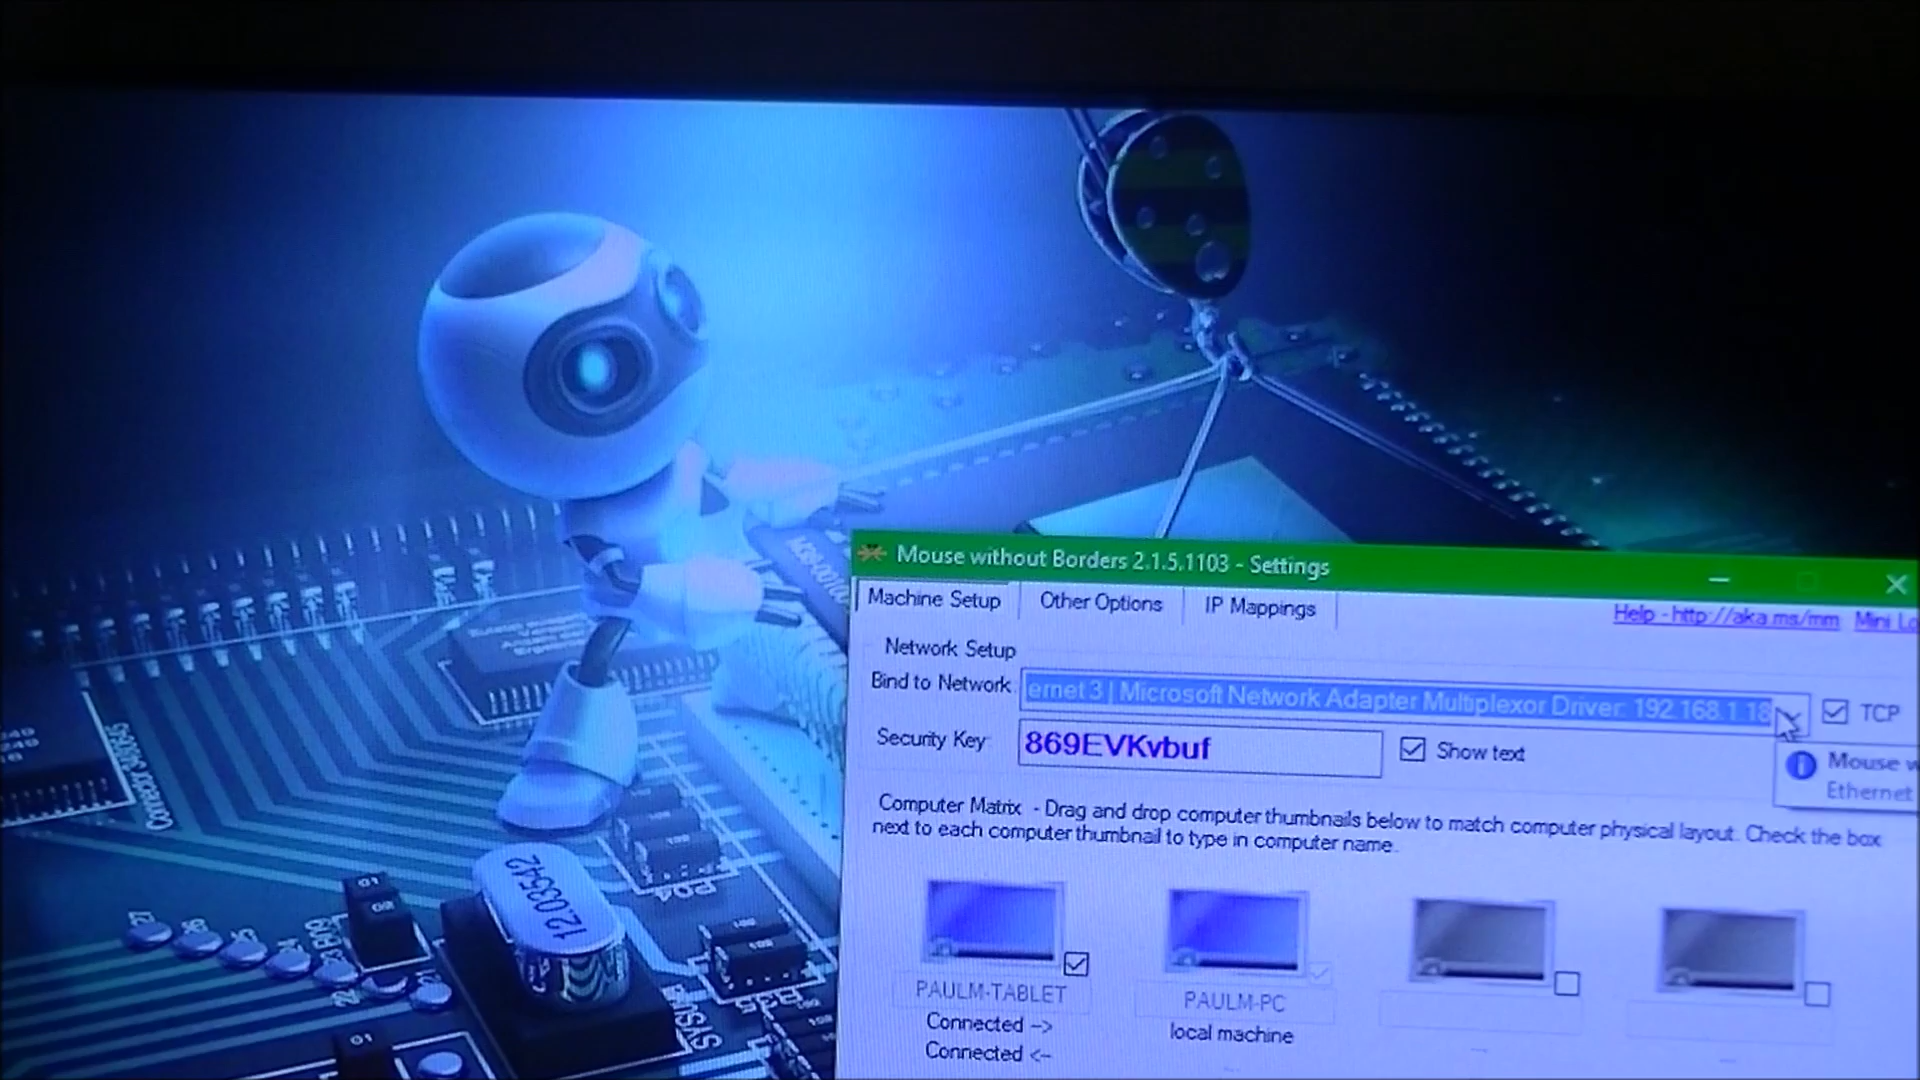 Mouse without Borders 2.1.5.1103 - Settings
Machine Setup Other Options IP Mappings
Help - http://aka.ms/mm Mini Lo
Network Setup
Bind to Network ernet 3 | Microsoft Network Adapter Multiplexor Driver: 192.168.1.18 TCP
Security Key 869EVKvbuf Show text
Mouse w
Ethernet
Computer Matrix - Drag and drop computer thumbnails below to match computer physical layout. Check the box
next to each computer thumbnail to type in computer name.
PAULM-TABLET PAULM-PC
Connected -> local machine
Connected <-
12.03542